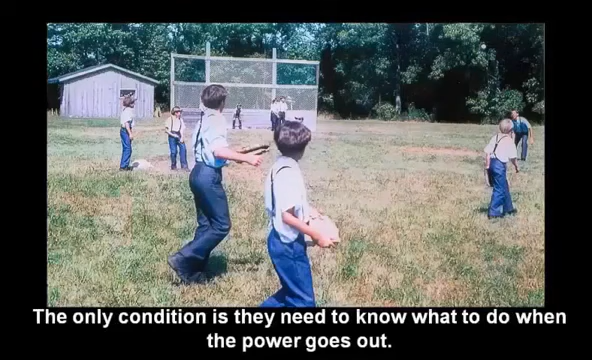 The only condition is they need to know what to do when
the power goes out.